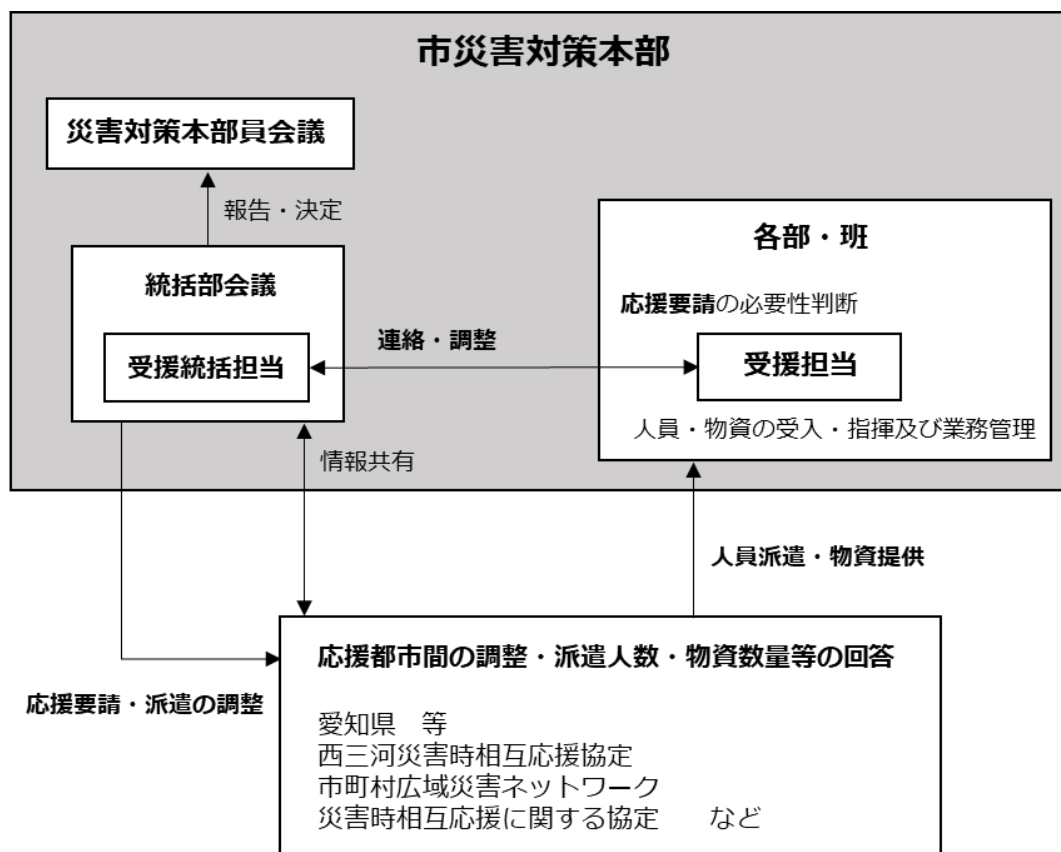 市災害対策本部
災害対策本部員会議
報告・決定
統括部会議
受援統括担当
連絡・調整
各部・班
応援要請の必要性判断
受援担当
人員・物資の受入・指揮及び業務管理
情報共有
人員派遣・物資提供
応援要請・派遣の調整
応援都市間の調整・派遣人数・物資数量等の回答
愛知県　等
西三河災害時相互応援協定
市町村広域災害ネットワーク
災害時相互応援に関する協定　　など